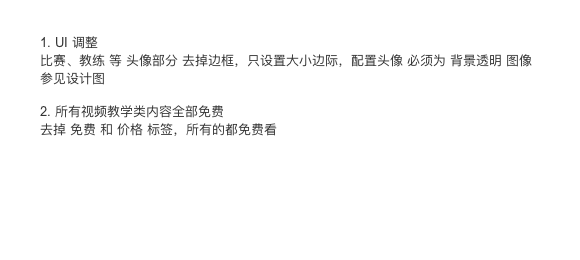 1. UI 调整
比赛、教练 等 头像部分 去掉边框，只设置大小边际，配置头像 必须为 背景透明 图像
参见设计图
2. 所有视频教学类内容全部免费
去掉 免费 和 价格 标签，所有的都免费看